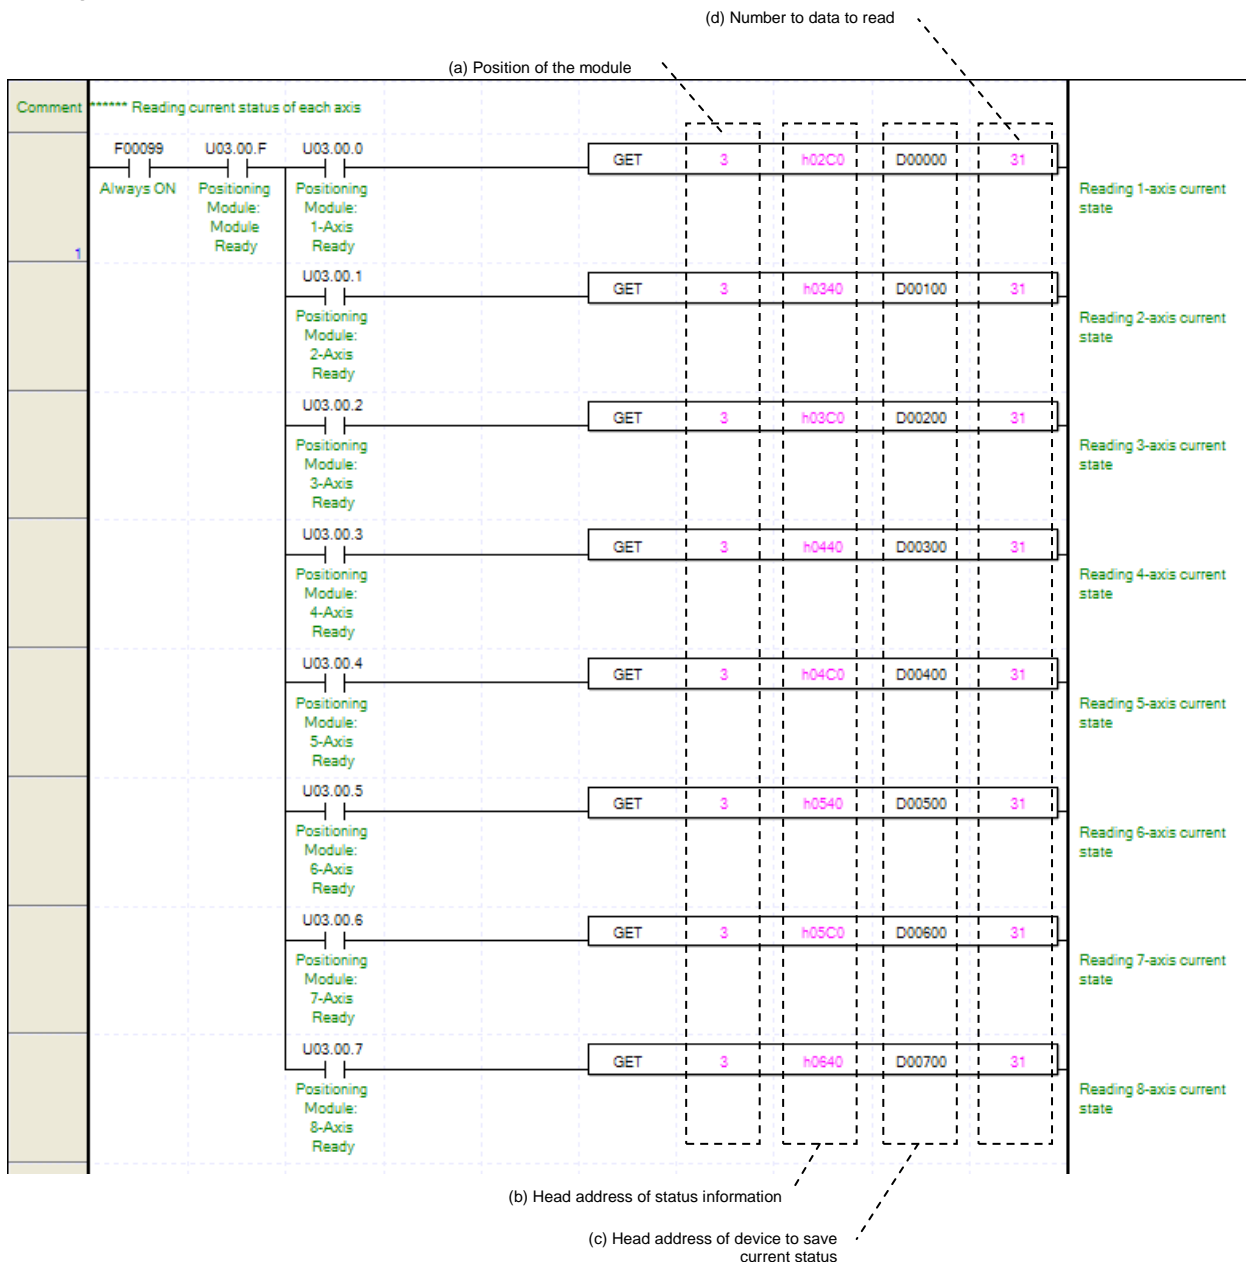 (d) Number to data to read
(a) Position of the module
Comment ****** Reading current status of each axis
F00099 U03.00.F U03.00.0
GET 3 h02C0 D00000 31
Always ON Positioning Positioning Reading 1-axis current
Module: Module: state
Module 1-Axis
Ready Ready
1
U03.00.1
GET 3 h0340 D00100 31
Positioning Reading 2-axis current
Module: state
2-Axis
Ready
U03.00.2
GET 3 h03C0 D00200 31
Positioning Reading 3-axis current
Module: state
3-Axis
Ready
U03.00.3
GET 3 h0440 D00300 31
Positioning Reading 4-axis current
Module: state
4-Axis
Ready
U03.00.4
GET 3 h04C0 D00400 31
Positioning Reading 5-axis current
Module: state
5-Axis
Ready
U03.00.5
GET 3 h0540 D00500 31
Positioning Reading 6-axis current
Module: state
6-Axis
Ready
U03.00.6
GET 3 h05C0 D00600 31
Positioning Reading 7-axis current
Module: state
7-Axis
Ready
U03.00.7
GET 3 h0640 D00700 31
Positioning Reading 8-axis current
Module: state
8-Axis
Ready
(b) Head address of status information
(c) Head address of device to save
current status